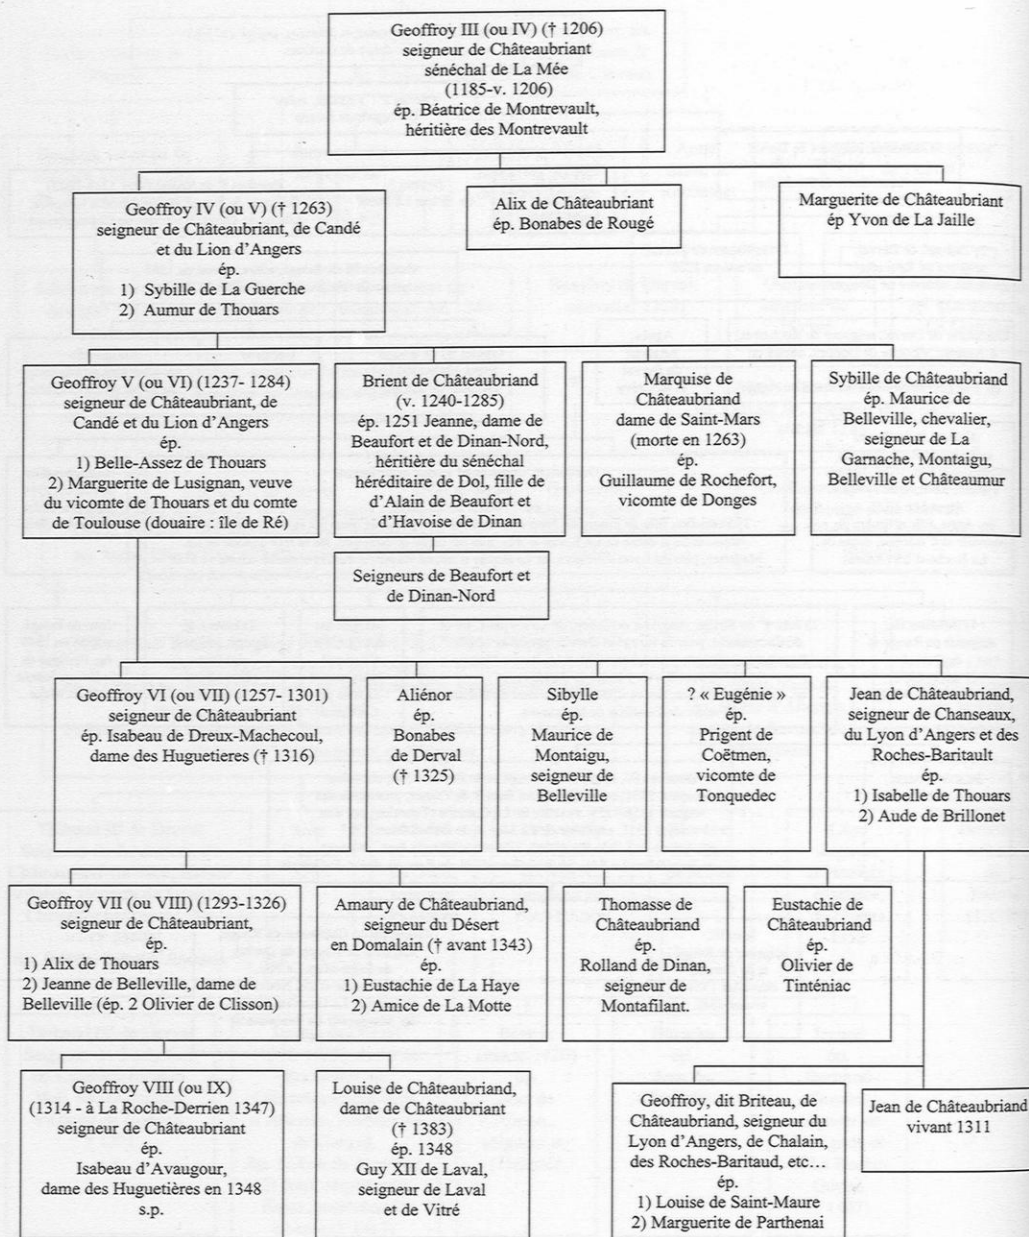 Geoffroy III (ou IV) († 1206)
seigneur de Châteaubriant
sénéchal de La Mée
(1185-v. 1206)
ép. Béatrice de Montrevault,
héritière des Montrevault
Geoffroy IV (ou V) († 1263)
seigneur de Châteaubriant, de Candé
et du Lion d'Angers
ép.
1) Sybille de La Guerche
2) Aumur de Thouars
Alix de Châteaubriant
ép. Bonabes de Rougé
Marguerite de Châteaubriant
ép Yvon de La Jaille
Geoffroy V (ou VI) (1237- 1284)
seigneur de Châteaubriant, de
Candé et du Lion d'Angers
ép.
1) Belle-Assez de Thouars
2) Marguerite de Lusignan, veuve
du vicomte de Thouars et du comte
de Toulouse (douaire : île de Ré)
Brient de Châteaubriand
(v. 1240-1285)
ép. 1251 Jeanne, dame de
Beaufort et de Dinan-Nord,
héritière du sénéchal
héréditaire de Dol, fille de
d'Alain de Beaufort et
d'Havoise de Dinan
Marquise de
Châteaubriand
dame de Saint-Mars
(morte en 1263)
ép.
Guillaume de Rochefort,
vicomte de Donges
Sybille de Châteaubriand
ép. Maurice de
Belleville, chevalier,
seigneur de La
Garnache, Montaigu,
Belleville et Châteaumur
Seigneurs de Beaufort et
de Dinan-Nord
Geoffroy VI (ou VII) (1257- 1301)
seigneur de Châteaubriant
ép. Isabeau de Dreux-Machecoul,
dame des Huguetieres († 1316)
Aliénor
ép.
Bonabes
de Derval
(† 1325)
Sibylle
ép.
Maurice de
Montaigu,
seigneur de
Belleville
? « Eugénie »
ép.
Prigent de
Coëtmen,
vicomte de
Tonquedec
Jean de Châteaubriand,
seigneur de Chanseaux,
du Lyon d'Angers et des
Roches-Baritault
ép.
1) Isabelle de Thouars
2) Aude de Brillonet
Geoffroy VII (ou VIII) (1293-1326)
seigneur de Châteaubriant,
ép.
1) Alix de Thouars
2) Jeanne de Belleville, dame de
Belleville (ép. 2 Olivier de Clisson)
Amaury de Châteaubriand,
seigneur du Désert
en Domalain († avant 1343)
ép.
1) Eustachie de La Haye
2) Amice de La Motte
Thomasse de
Châteaubriand
ép.
Rolland de Dinan,
seigneur de
Montafilant.
Eustachie de
Châteaubriand
ép.
Olivier de
Tinténiac
Geoffroy VIII (ou IX)
(1314 - à La Roche-Derrien 1347)
seigneur de Châteaubriant
ép.
Isabeau d'Avaugour,
dame des Huguetières en 1348
s.p.
Louise de Châteaubriand,
dame de Châteaubriant
(† 1383)
ép. 1348
Guy XII de Laval,
seigneur de Laval
et de Vitré
Geoffroy, dit Briteau, de
Châteaubriand, seigneur du
Lyon d'Angers, de Chalain,
des Roches-Baritaud, etc...
ép.
1) Louise de Saint-Maure
2) Marguerite de Parthenai
Jean de Châteaubriand
vivant 1311